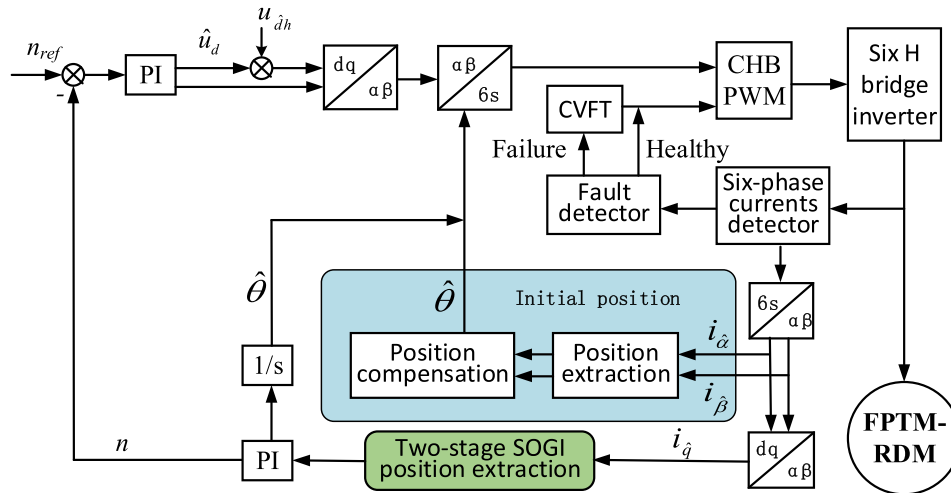 n_ref
-
PI
û_d
u_d̂h
dq
αβ
αβ
6s
CHB
PWM
Six H
bridge
inverter
CVFT
Failure
Healthy
Fault
detector
Six-phase
currents
detector
6s
αβ
θ̂
θ̂
Initial position
Position
compensation
Position
extraction
i_α̂
i_β̂
1/s
n
PI
Two-stage SOGI
position extraction
i_q̂
dq
αβ
FPTM-
RDM